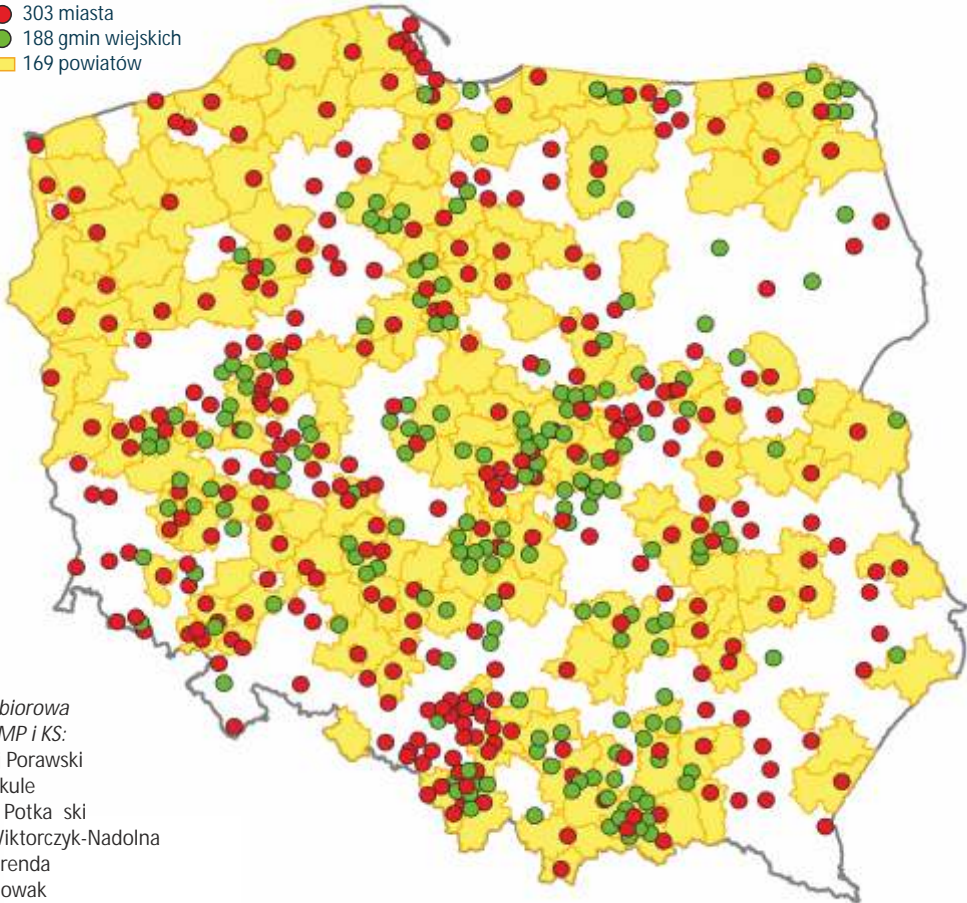 303 miasta
188 gmin wiejskich
169 powiatów
biorowa
MP i KS:
Porawski
kule
Potka ski
Wiktorczyk-Nadolna
renda
owak